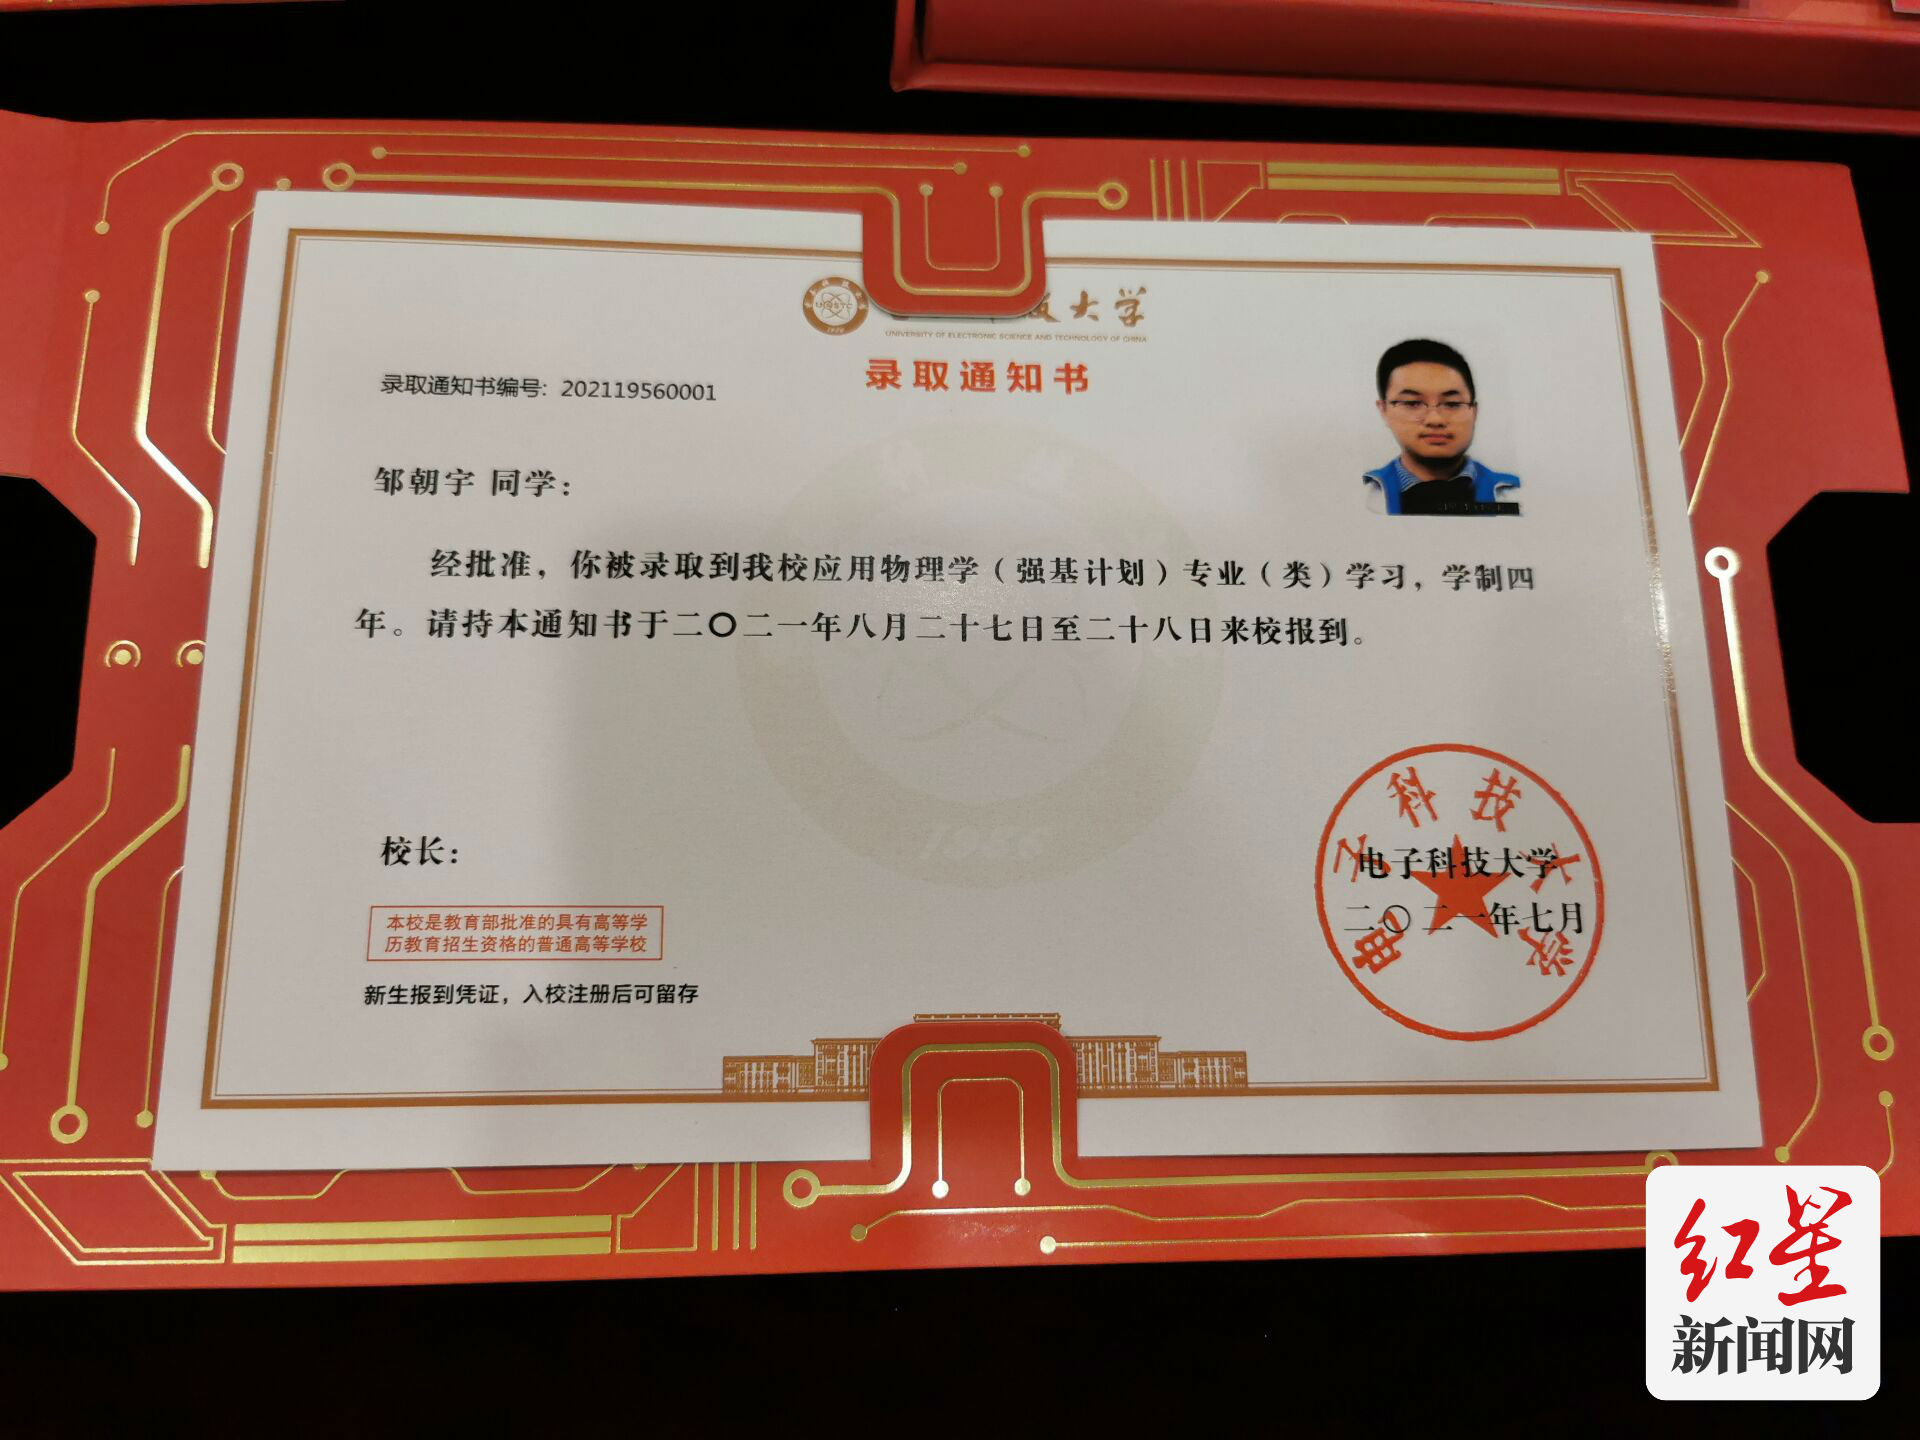 大学
UNIVERSITY OF ELECTRONIC SCIENCE AND TECHNOLOGY OF CHINA
录取通知书
录取通知书编号：202119560001
邹朝宇 同学：
经批准，你被录取到我校应用物理学（强基计划）专业（类）学习，学制四
年。请持本通知书于二〇二一年八月二十七日至二十八日来校报到。
校长：
本校是教育部批准的具有高等学
历教育招生资格的普通高等学校
新生报到凭证，入校注册后可留存
电子科技大学
电子科技大学
二〇二一年七月
1956
红星
新闻网